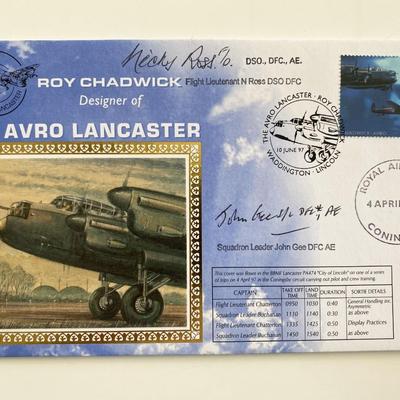 Nicky Ross DSO., DFC., AE.
ROY CHADWICK Flight Lieutenant N Ross DSO DFC
Designer of
AVRO LANCASTER
LANCASTER
THE AVRO LANCASTER · ROY CHADWICK
10 JUNE 97
WADDINGTON · LINCOLN
ROYAL AIR
4 APRIL
CONING
John Gee DFC AE
Squadron Leader John Gee DFC AE
This cover was flown in the BBMF Lancaster PA474 "City of Lincoln" on one of a series of trips on 4 April 97 in the Coningsby circuit carrying out pilot and crew training.
CAPTAIN TAKE OFF TIME LAND TIME DURATION SORTIE DETAILS
Flight Lieutenant Chatterton 0950 1030 0:40 General Handling inc. Asymmetric
Squadron Leader Buchanan 1110 1140 0:30 as above
Flight Lieutenant Chatterton 1335 1425 0:50 Display Practices
Squadron Leader Buchanan 1450 1540 0:50 as above